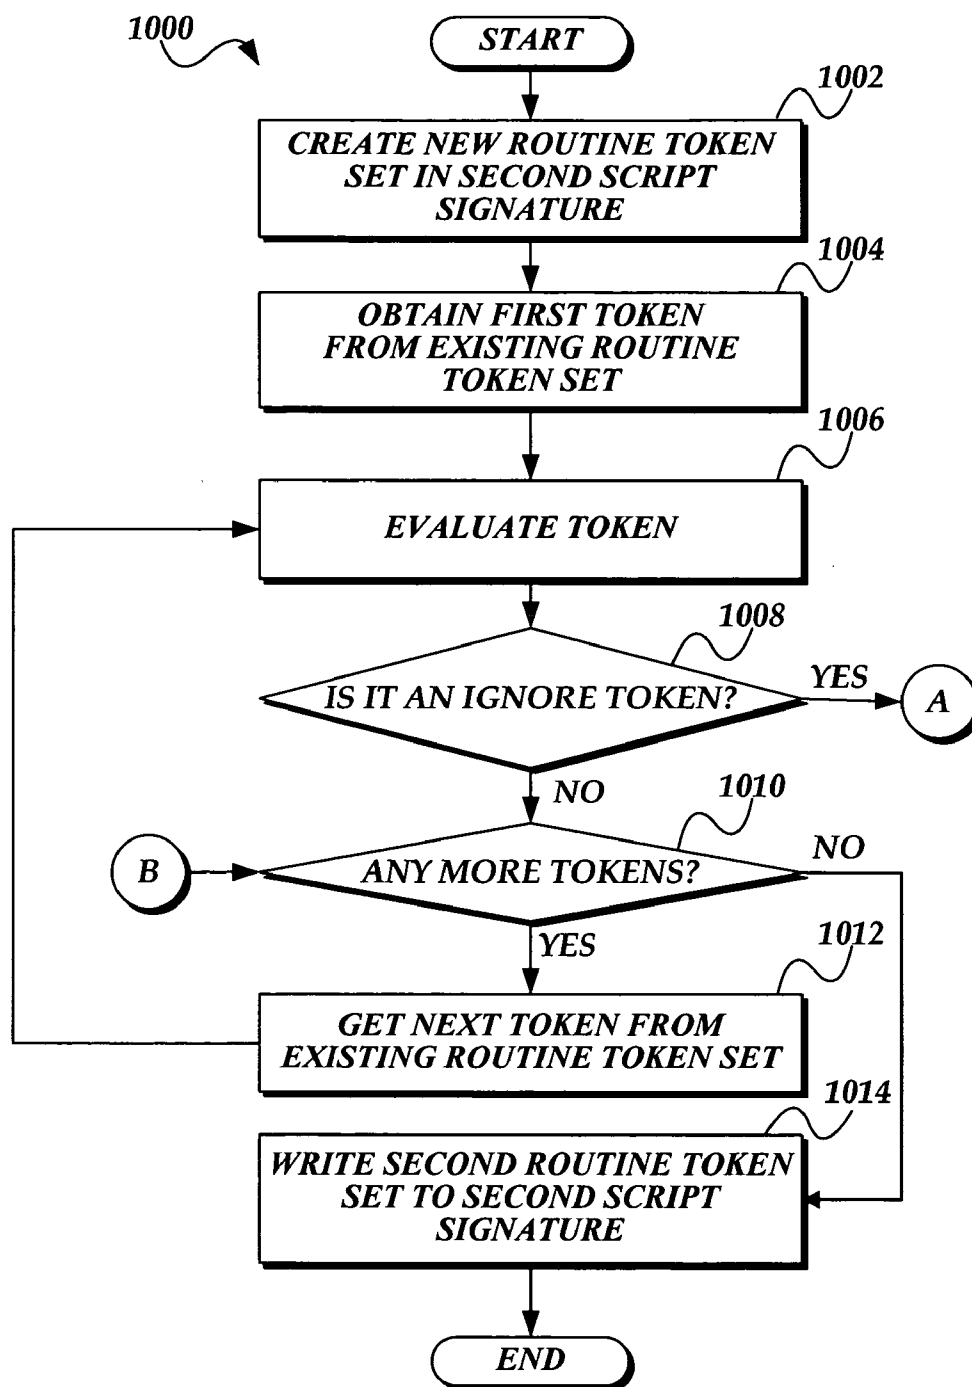 1000
START
1002
CREATE NEW ROUTINE TOKEN
SET IN SECOND SCRIPT
SIGNATURE
1004
OBTAIN FIRST TOKEN
FROM EXISTING ROUTINE
TOKEN SET
1006
EVALUATE TOKEN
1008
IS IT AN IGNORE TOKEN?
YES
A
NO
1010
B
ANY MORE TOKENS?
NO
YES
1012
GET NEXT TOKEN FROM
EXISTING ROUTINE TOKEN SET
1014
WRITE SECOND ROUTINE TOKEN
SET TO SECOND SCRIPT
SIGNATURE
END